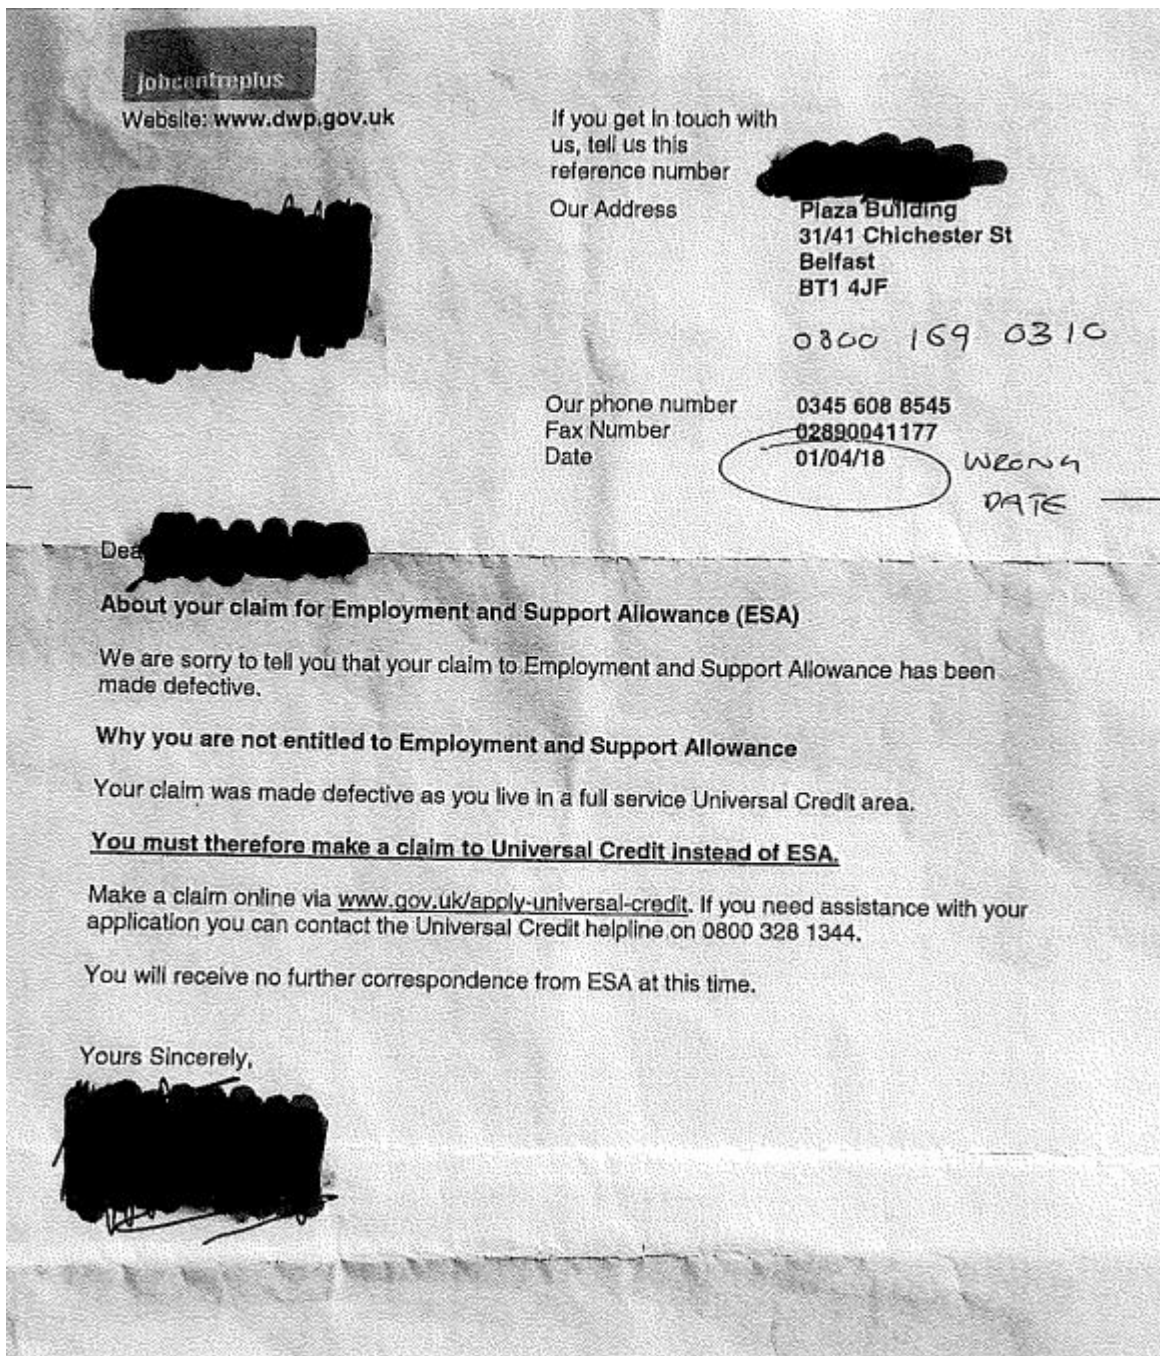 jobcentreplus
Website: www.dwp.gov.uk
If you get in touch with
us, tell us this
reference number
Our Address
Plaza Building
31/41 Chichester St
Belfast
BT1 4JF
0800 169 0310
Our phone number 0345 608 8545
Fax Number 02890041177
Date 01/04/18
WRONG
DATE
Dea
About your claim for Employment and Support Allowance (ESA)
We are sorry to tell you that your claim to Employment and Support Allowance has been
made defective.
Why you are not entitled to Employment and Support Allowance
Your claim was made defective as you live in a full service Universal Credit area.
You must therefore make a claim to Universal Credit instead of ESA.
Make a claim online via www.gov.uk/apply-universal-credit. If you need assistance with your
application you can contact the Universal Credit helpline on 0800 328 1344.
You will receive no further correspondence from ESA at this time.
Yours Sincerely,